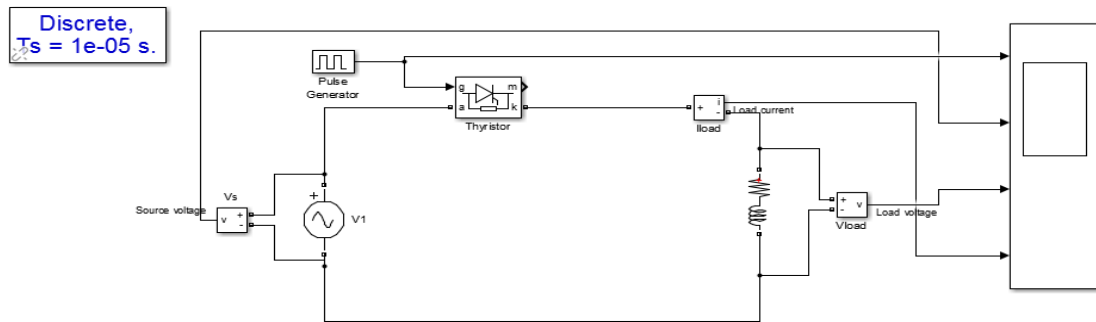 Discrete,
Ts = 1e-05 s.
Pulse
Generator
g
m
a
k
Thyristor
+
i
-
Load current
Iload
Vs
Source voltage
v
+
-
+
V1
+
-
v
Load voltage
Vload